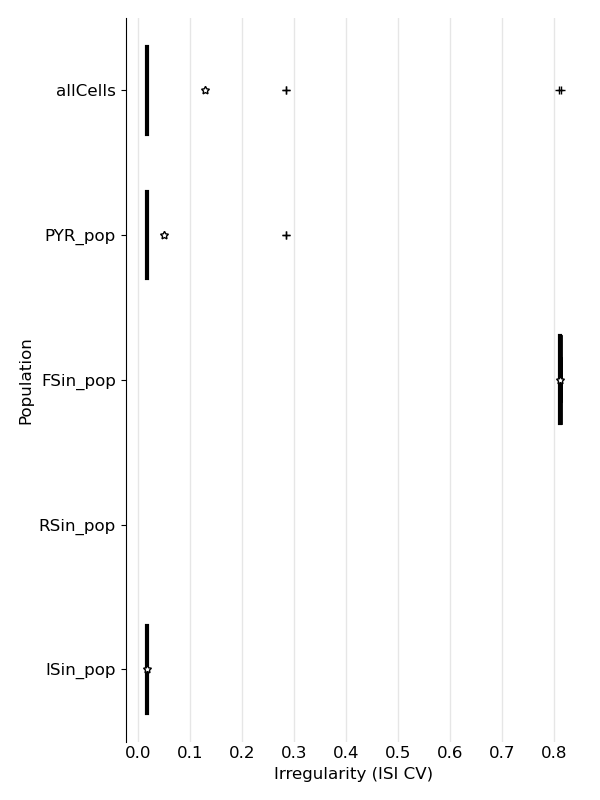 allCells
PYR_pop
FSin_pop
RSin_pop
ISin_pop
Population
0.0 0.1 0.2 0.3 0.4 0.5 0.6 0.7 0.8
Irregularity (ISI CV)